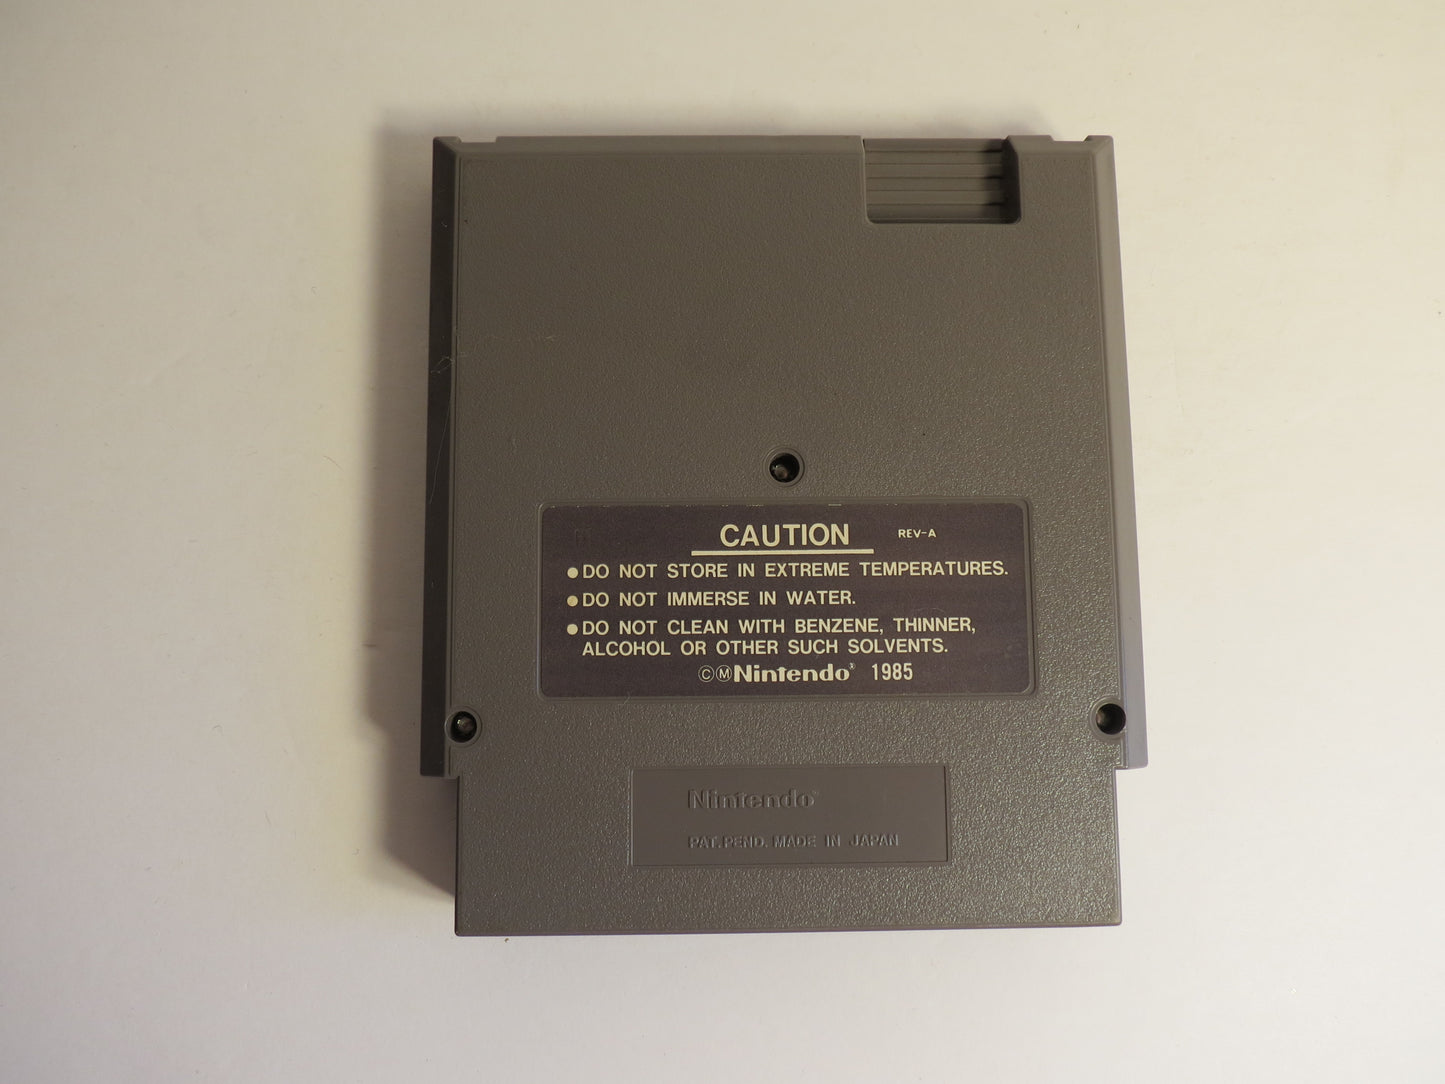 CAUTION REV-A
●DO NOT STORE IN EXTREME TEMPERATURES.
●DO NOT IMMERSE IN WATER.
●DO NOT CLEAN WITH BENZENE, THINNER,
ALCOHOL OR OTHER SUCH SOLVENTS.
ⒸⓂNintendo® 1985
Nintendo®
PAT. PEND. MADE IN JAPAN